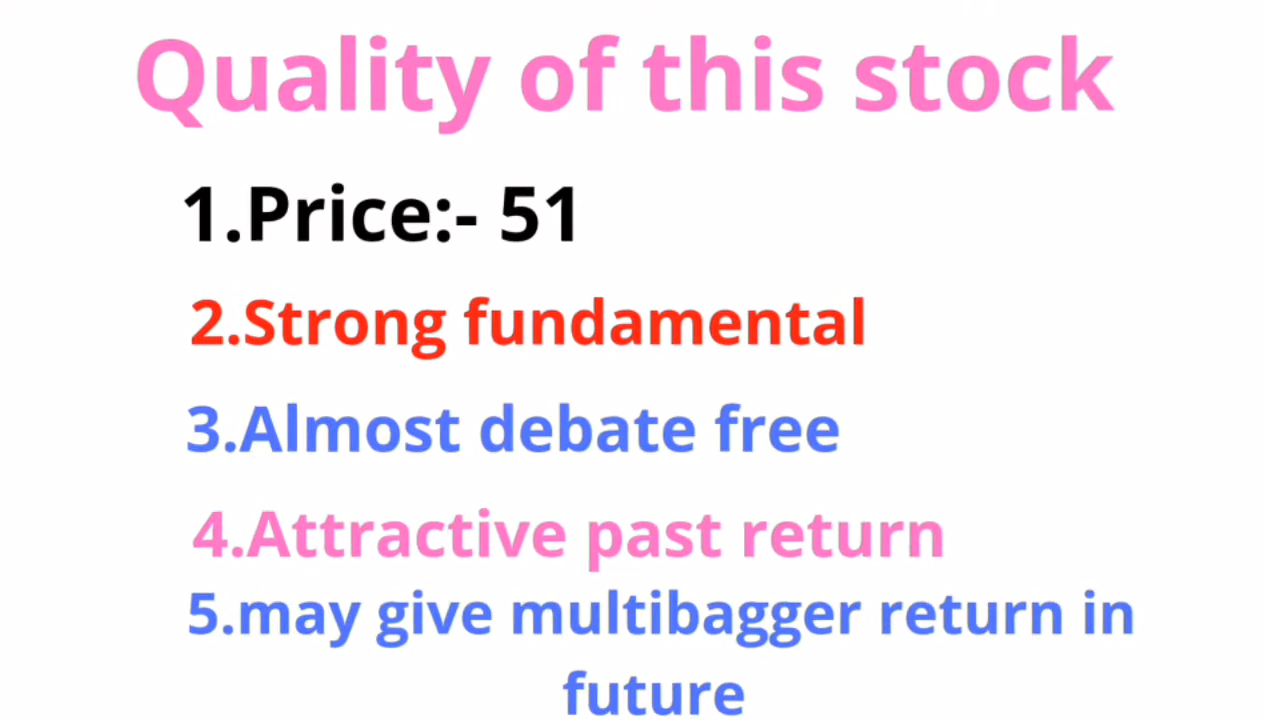 Quality of this stock
1.Price:- 51
2.Strong fundamental
3.Almost debate free
4.Attractive past return
5.may give multibagger return in
future